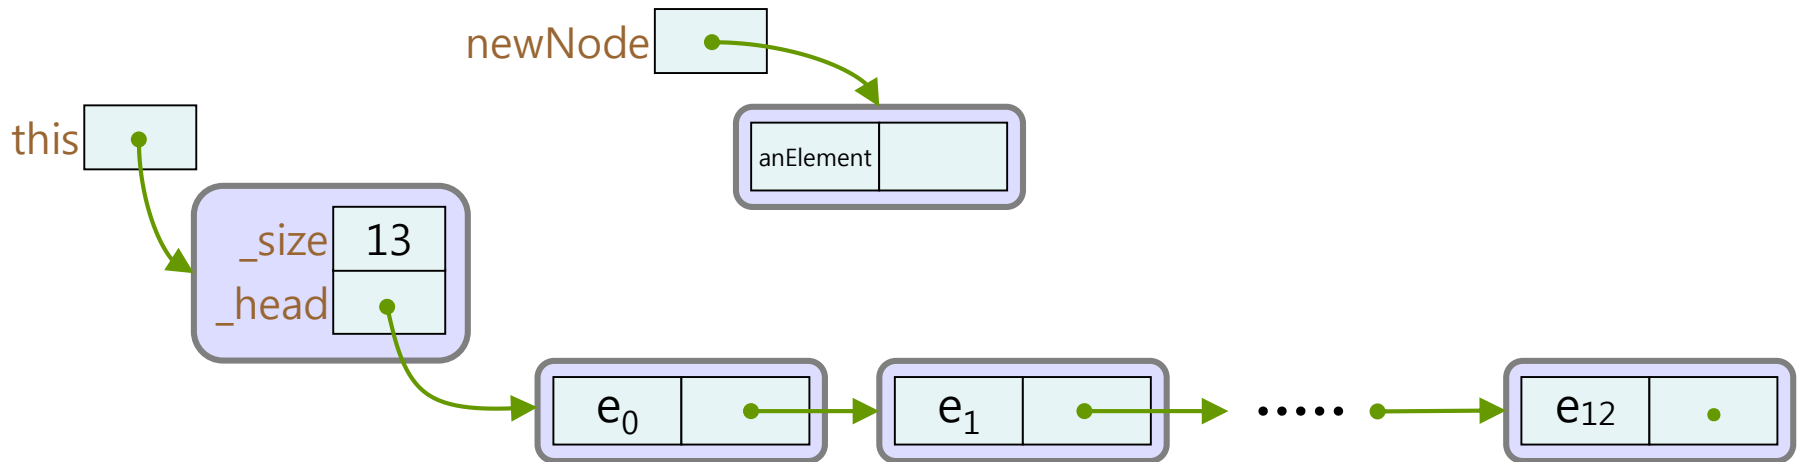 newNode
this
anElement
_size 13
_head
e0 e1 ..... e12